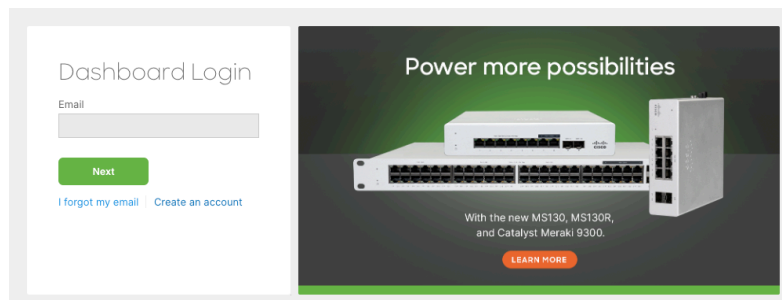 Dashboard Login
Email
Next
I forgot my email
Create an account
Power more possibilities
With the new MS130, MS130R,
and Catalyst Meraki 9300.
LEARN MORE